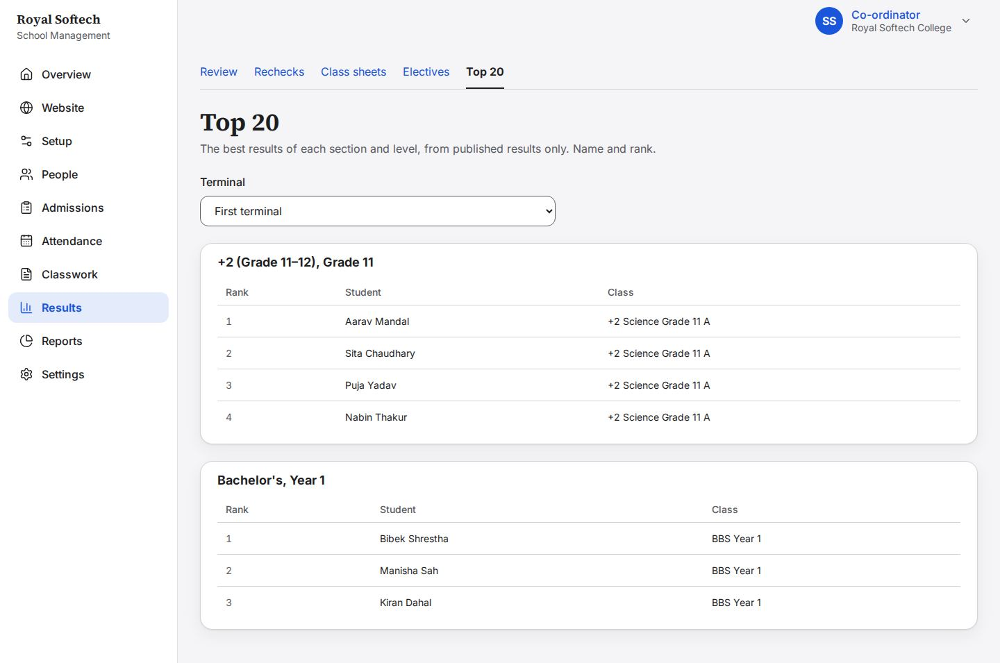 Royal Softech
School Management
Overview
Website
Setup
People
Admissions
Attendance
Classwork
Results
Reports
Settings
SS
Co-ordinator
Royal Softech College
Review Rechecks Class sheets Electives Top 20
Top 20
The best results of each section and level, from published results only. Name and rank.
Terminal
First terminal
+2 (Grade 11–12), Grade 11
Rank Student Class
1 Aarav Mandal +2 Science Grade 11 A
2 Sita Chaudhary +2 Science Grade 11 A
3 Puja Yadav +2 Science Grade 11 A
4 Nabin Thakur +2 Science Grade 11 A
Bachelor's, Year 1
Rank Student Class
1 Bibek Shrestha BBS Year 1
2 Manisha Sah BBS Year 1
3 Kiran Dahal BBS Year 1